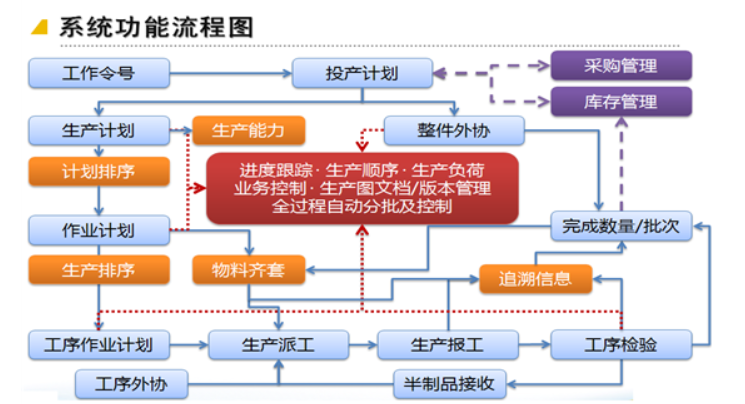 系统功能流程图
工作令号
投产计划
采购管理
库存管理
生产计划
生产能力
整件外协
计划排序
进度跟踪·生产顺序·生产负荷
业务控制·生产图文档/版本管理
全过程自动分批及控制
作业计划
完成数量/批次
生产排序
物料齐套
追溯信息
工序作业计划
生产派工
生产报工
工序检验
工序外协
半制品接收